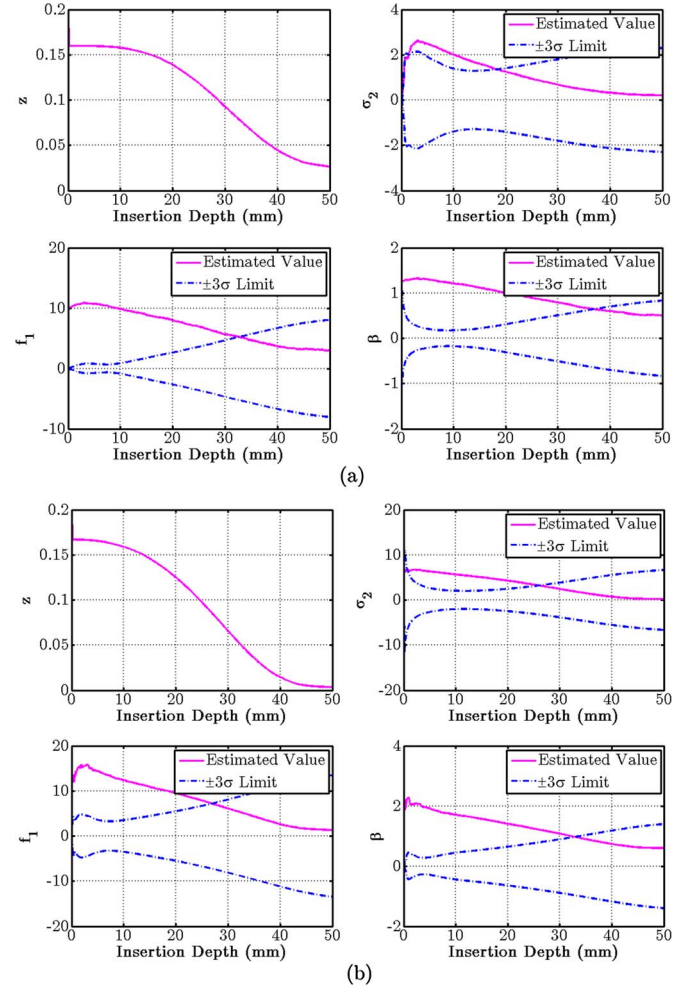 0.2
0.15
0.1
0.05
0
z
0 10 20 30 40 50
Insertion Depth (mm)
4
2
0
-2
-4
σ2
Estimated Value
±3σ Limit
0 10 20 30 40 50
Insertion Depth (mm)
20
10
0
-10
f1
Estimated Value
±3σ Limit
0 10 20 30 40 50
Insertion Depth (mm)
2
1
0
-1
-2
β
Estimated Value
±3σ Limit
0 10 20 30 40 50
Insertion Depth (mm)
(a)
0.2
0.15
0.1
0.05
0
z
0 10 20 30 40 50
Insertion Depth (mm)
20
10
0
-10
-20
σ2
Estimated Value
±3σ Limit
0 10 20 30 40 50
Insertion Depth (mm)
20
10
0
-10
-20
f1
Estimated Value
±3σ Limit
0 10 20 30 40 50
Insertion Depth (mm)
4
2
0
-2
β
Estimated Value
±3σ Limit
0 10 20 30 40 50
Insertion Depth (mm)
(b)